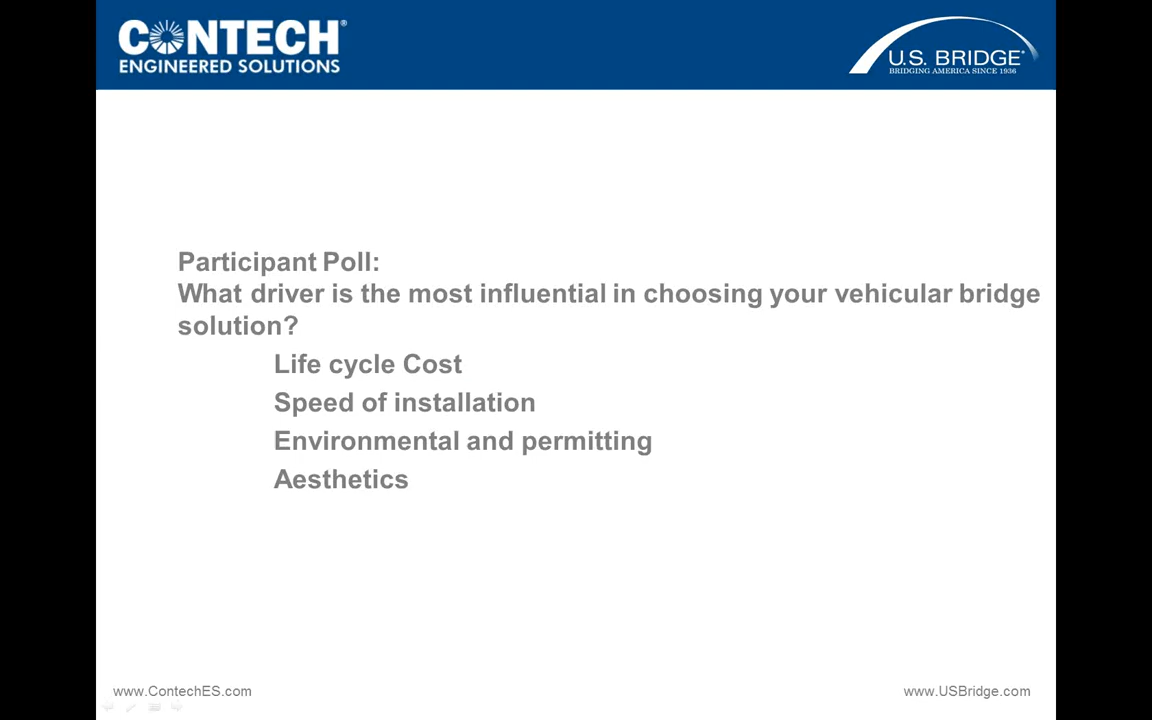 CONTECH®
ENGINEERED SOLUTIONS
U.S. BRIDGE®
BRIDGING AMERICA SINCE 1936
Participant Poll:
What driver is the most influential in choosing your vehicular bridge
solution?
Life cycle Cost
Speed of installation
Environmental and permitting
Aesthetics
www.ContechES.com
www.USBridge.com